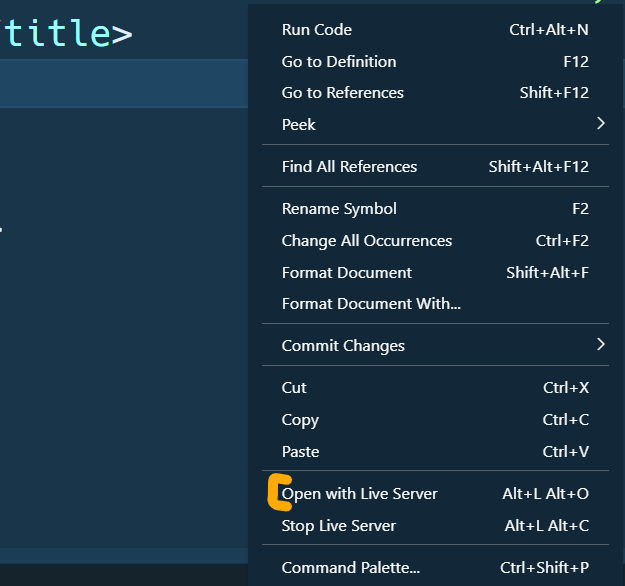 title>
Run Code Ctrl+Alt+N
Go to Definition F12
Go to References Shift+F12
Peek
Find All References Shift+Alt+F12
Rename Symbol F2
Change All Occurrences Ctrl+F2
Format Document Shift+Alt+F
Format Document With...
Commit Changes
Cut Ctrl+X
Copy Ctrl+C
Paste Ctrl+V
Open with Live Server Alt+L Alt+O
Stop Live Server Alt+L Alt+C
Command Palette... Ctrl+Shift+P